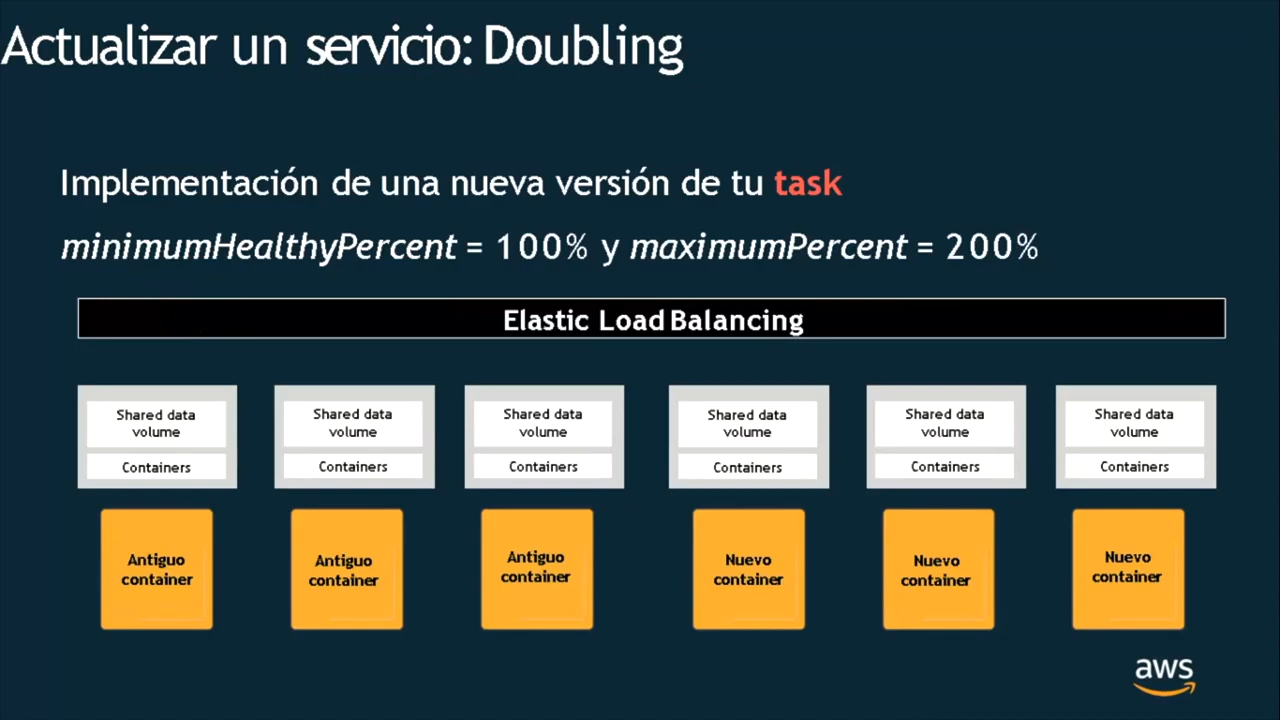 Actualizar un servicio: Doubling
Implementación de una nueva versión de tu task
minimumHealthyPercent = 100% y maximumPercent = 200%
Elastic Load Balancing
Shared data
volume
Containers
Shared data
volume
Containers
Shared data
volume
Containers
Shared data
volume
Containers
Shared data
volume
Containers
Shared data
volume
Containers
Antiguo
container
Antiguo
container
Antiguo
container
Nuevo
container
Nuevo
container
Nuevo
container
aws